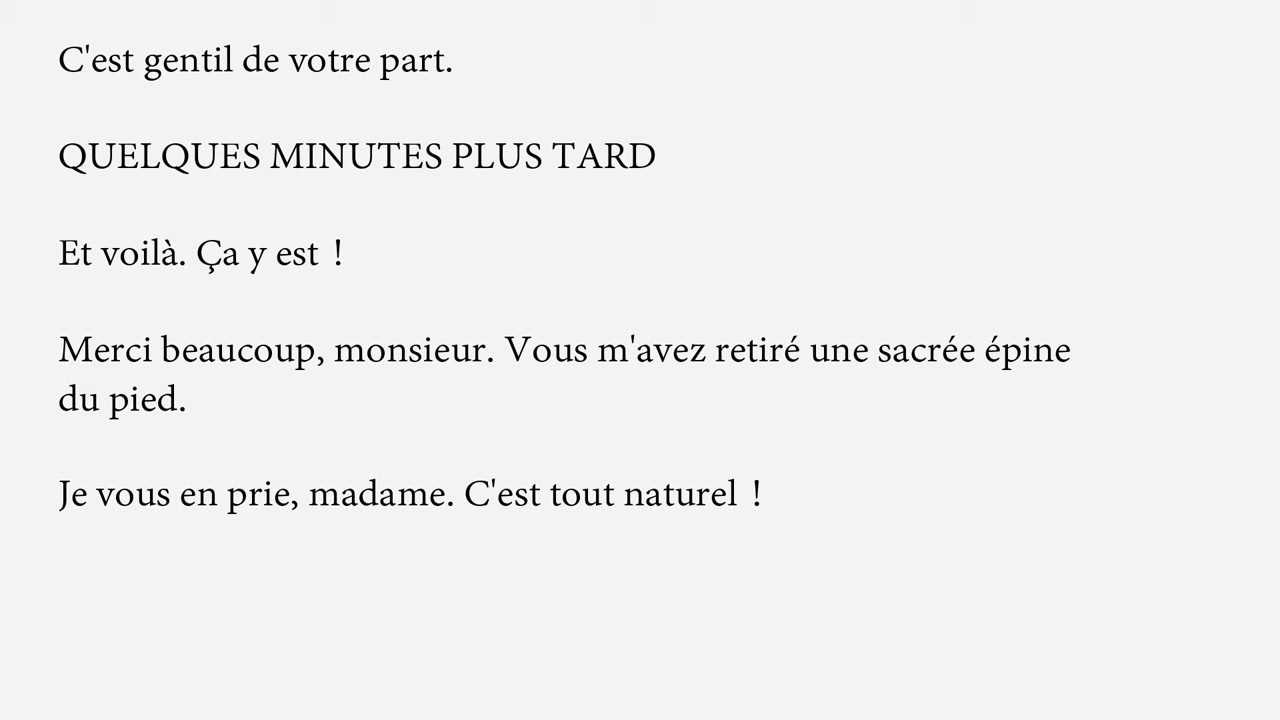 C'est gentil de votre part.
QUELQUES MINUTES PLUS TARD
Et voilà. Ça y est !
Merci beaucoup, monsieur. Vous m'avez retiré une sacrée épine
du pied.
Je vous en prie, madame. C'est tout naturel !